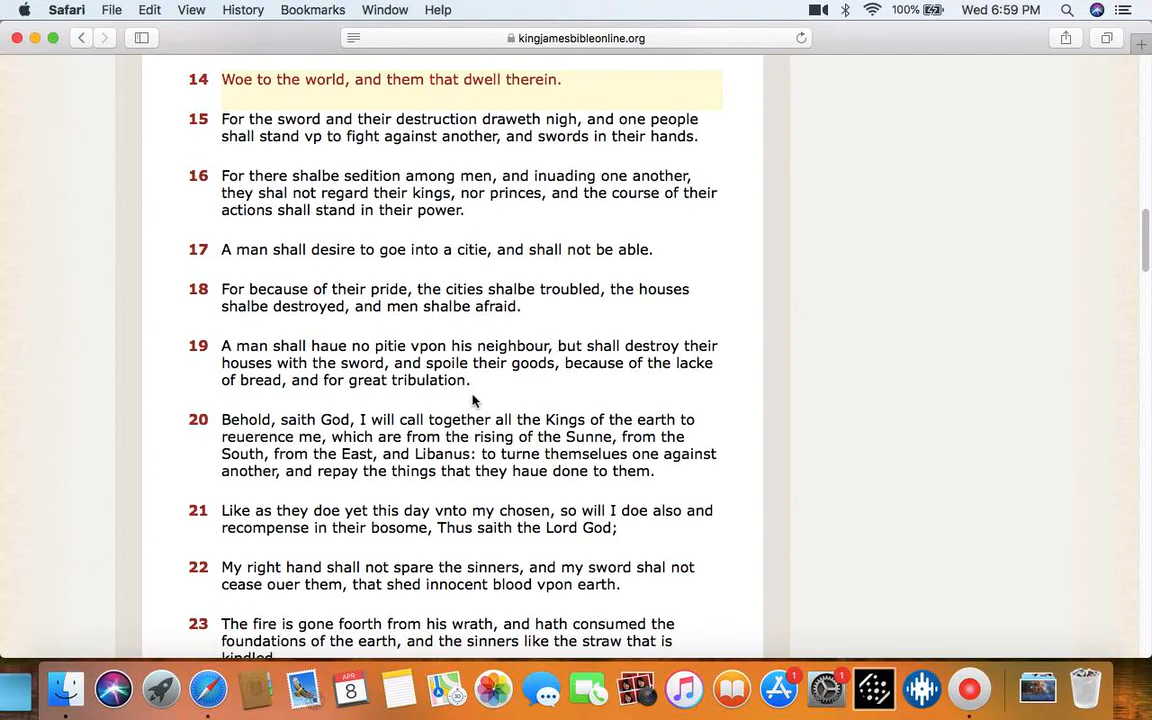 Safari File Edit View History Bookmarks Window Help 100% Wed 6:59 PM
kingjamesbibleonline.org
14 Woe to the world, and them that dwell therein.
15 For the sword and their destruction draweth nigh, and one people
shall stand vp to fight against another, and swords in their hands.
16 For there shalbe sedition among men, and inuading one another,
they shal not regard their kings, nor princes, and the course of their
actions shall stand in their power.
17 A man shall desire to goe into a citie, and shall not be able.
18 For because of their pride, the cities shalbe troubled, the houses
shalbe destroyed, and men shalbe afraid.
19 A man shall haue no pitie vpon his neighbour, but shall destroy their
houses with the sword, and spoile their goods, because of the lacke
of bread, and for great tribulation.
20 Behold, saith God, I will call together all the Kings of the earth to
reuerence me, which are from the rising of the Sunne, from the
South, from the East, and Libanus: to turne themselues one against
another, and repay the things that they haue done to them.
21 Like as they doe yet this day vnto my chosen, so will I doe also and
recompense in their bosome, Thus saith the Lord God;
22 My right hand shall not spare the sinners, and my sword shal not
cease ouer them, that shed innocent blood vpon earth.
23 The fire is gone foorth from his wrath, and hath consumed the
foundations of the earth, and the sinners like the straw that is
kindled.
APR
8
1
1